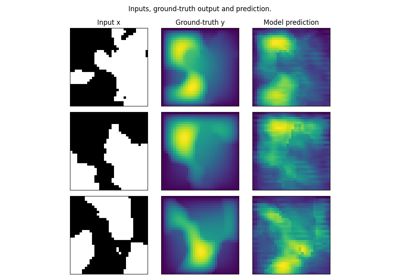 Inputs, ground-truth output and prediction.
Input x
Ground-truth y
Model prediction